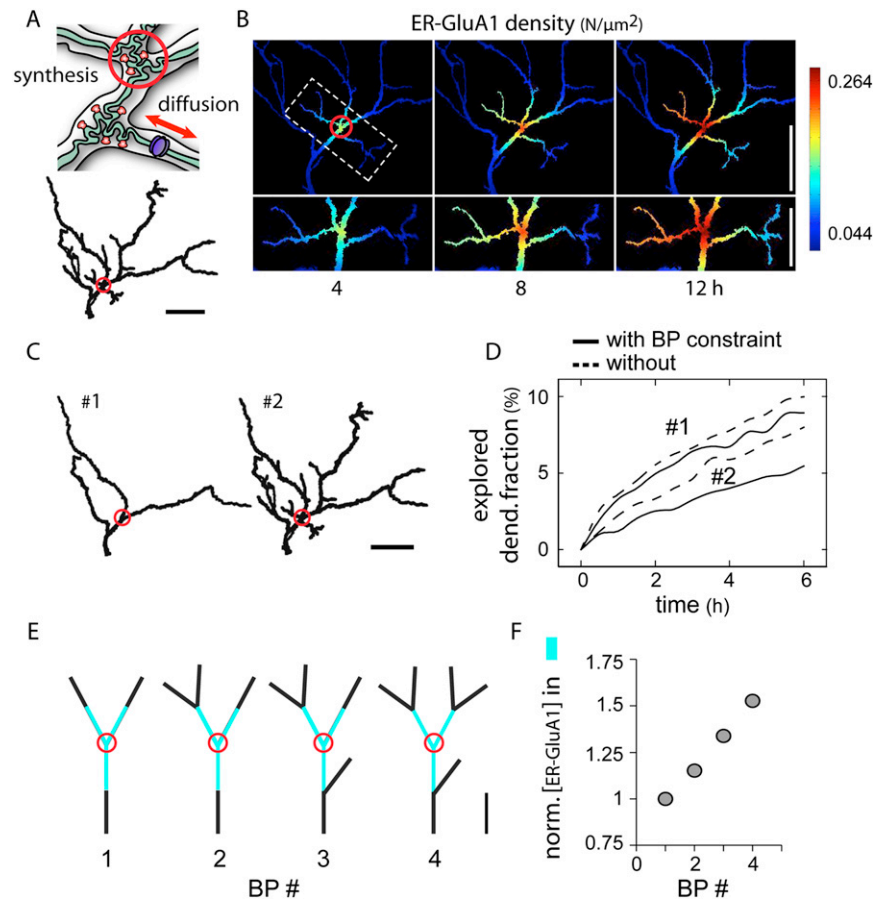 A
synthesis
diffusion
B
ER-GluA1 density (N/µm²)
0.264
0.044
4
8
12 h
C
#1
#2
D
with BP constraint
without
explored
dend.fraction (%)
10
5
0
#1
#2
0
2
4
6
time (h)
E
1
2
3
4
BP #
F
norm. [ER-GluA1] in
1.75
1.5
1.25
1
0.75
0
2
4
BP #